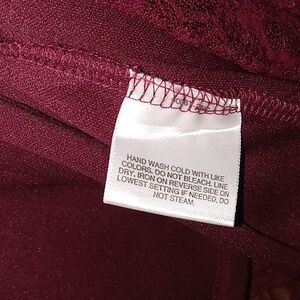 HAND WASH COLD WITH LIKE
COLORS. DO NOT BLEACH. LINE
DRY. IRON ON REVERSE SIDE ON
LOWEST SETTING IF NEEDED. DO
NOT STEAM.